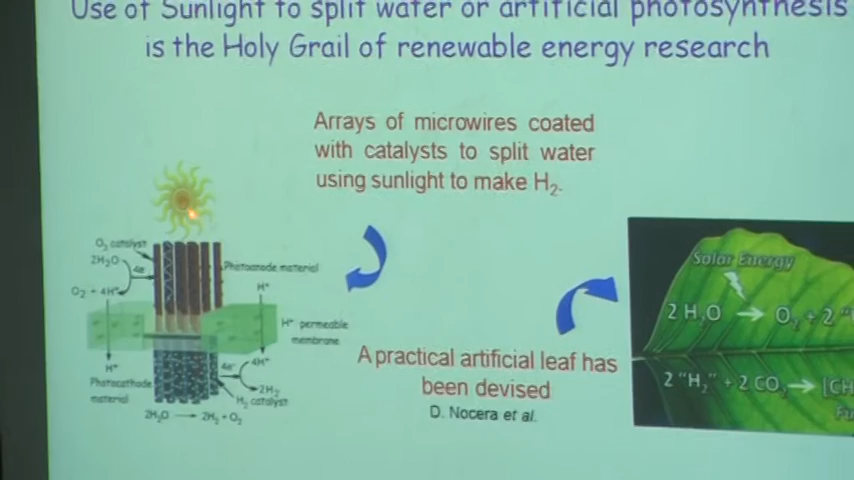 Use of Sunlight to split water or artificial photosynthesis
is the Holy Grail of renewable energy research
Arrays of microwires coated
with catalysts to split water
using sunlight to make H₂.
O₂ catalyst
2H₂O
4e⁻
Photoanode material
O₂ + 4H⁺
H⁺
H⁺ permeable
membrane
H⁺
4e⁻
4H⁺
Photocathode
material
2H₂
H₂ catalyst
2H₂O → 2H₂ + O₂
A practical artificial leaf has
been devised
D. Nocera et al.
Solar Energy
2 H₂O → O₂ + 2 "
2 "H₂" + 2 CO₂ → [CH
Fu